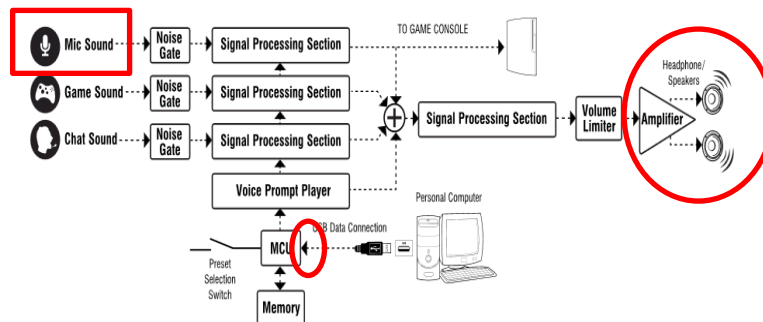 Mic Sound
Noise
Gate
Signal Processing Section
TO GAME CONSOLE
Game Sound
Noise
Gate
Signal Processing Section
Chat Sound
Noise
Gate
Signal Processing Section
Signal Processing Section
Volume
Limiter
Amplifier
Headphone/
Speakers
Voice Prompt Player
Personal Computer
USB Data Connection
MCU
Preset
Selection
Switch
Memory